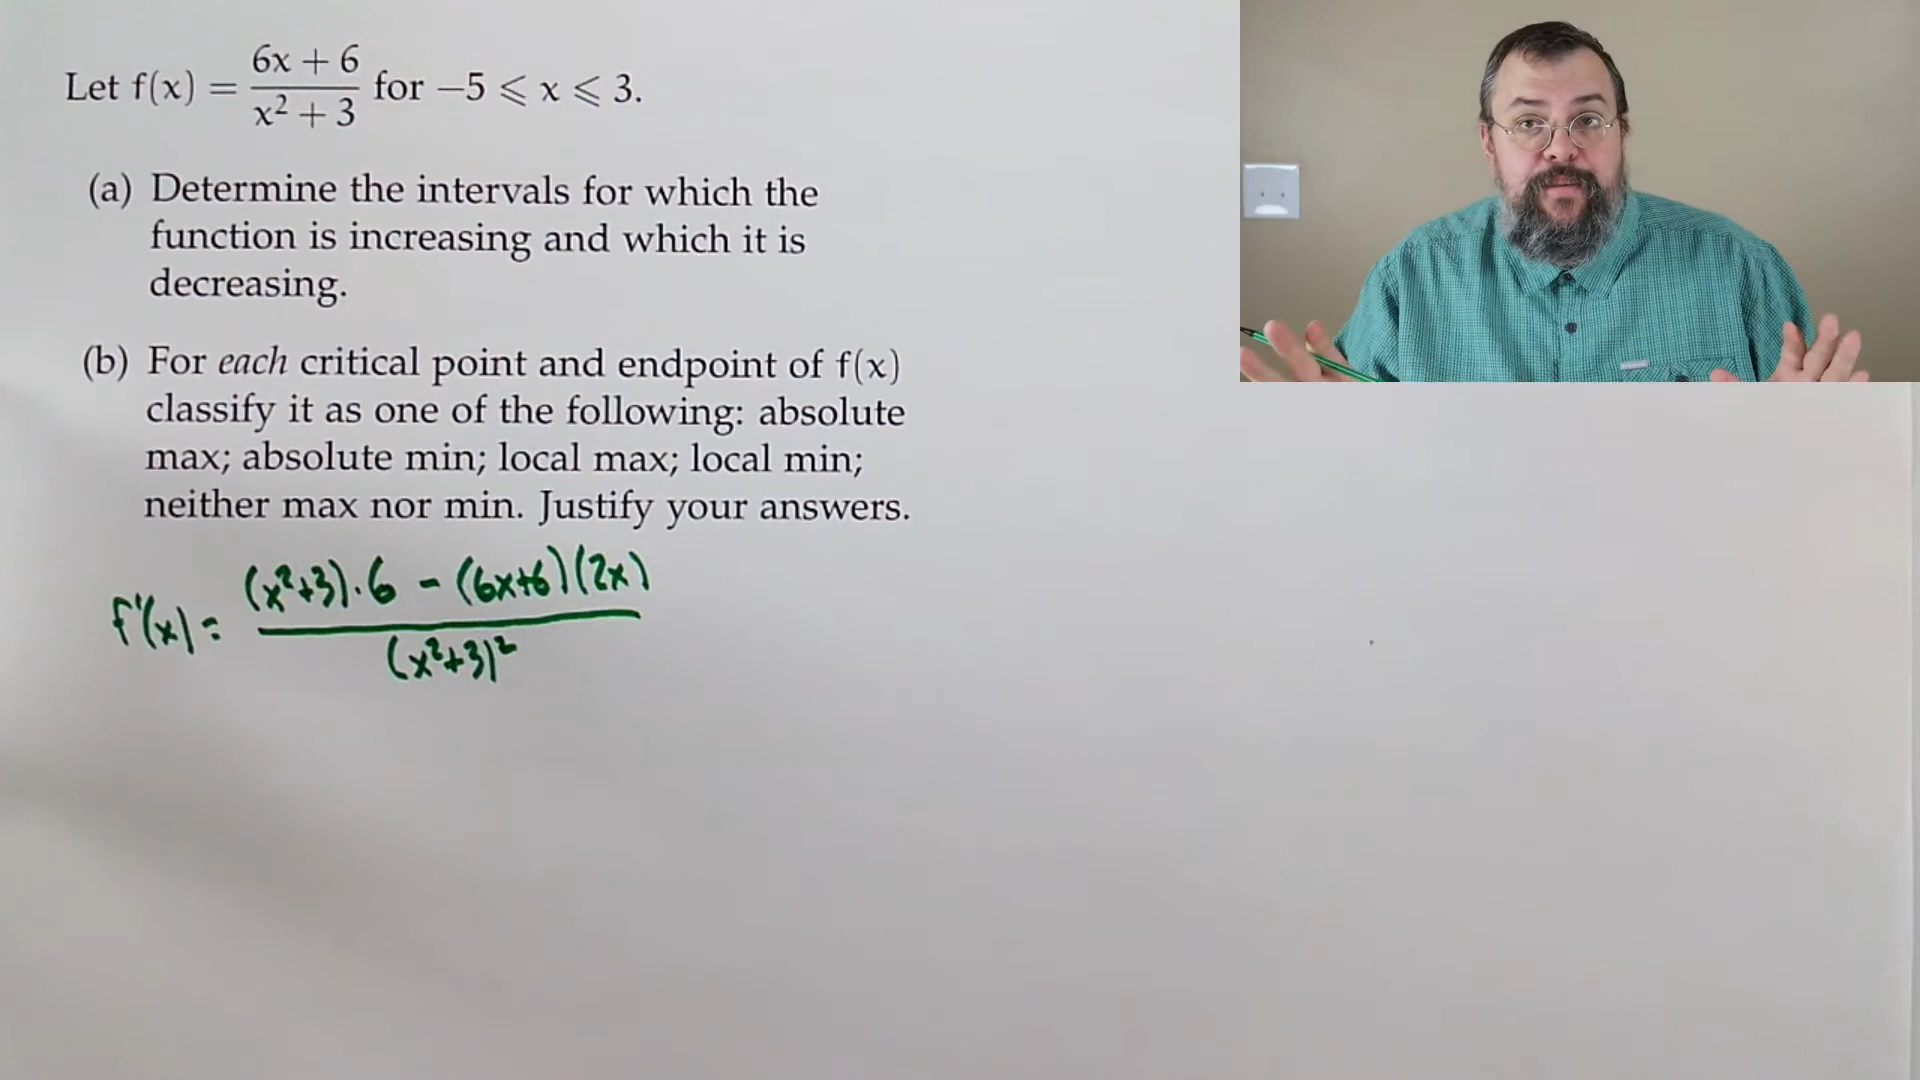 Let f(x) = \frac{6x + 6}{x² + 3} for −5 ⩽ x ⩽ 3.
(a) Determine the intervals for which the
function is increasing and which it is
decreasing.
(b) For each critical point and endpoint of f(x)
classify it as one of the following: absolute
max; absolute min; local max; local min;
neither max nor min. Justify your answers.
f'(x) = \frac{(x²+3)·6 − (6x+6)(2x)}{(x²+3)²}